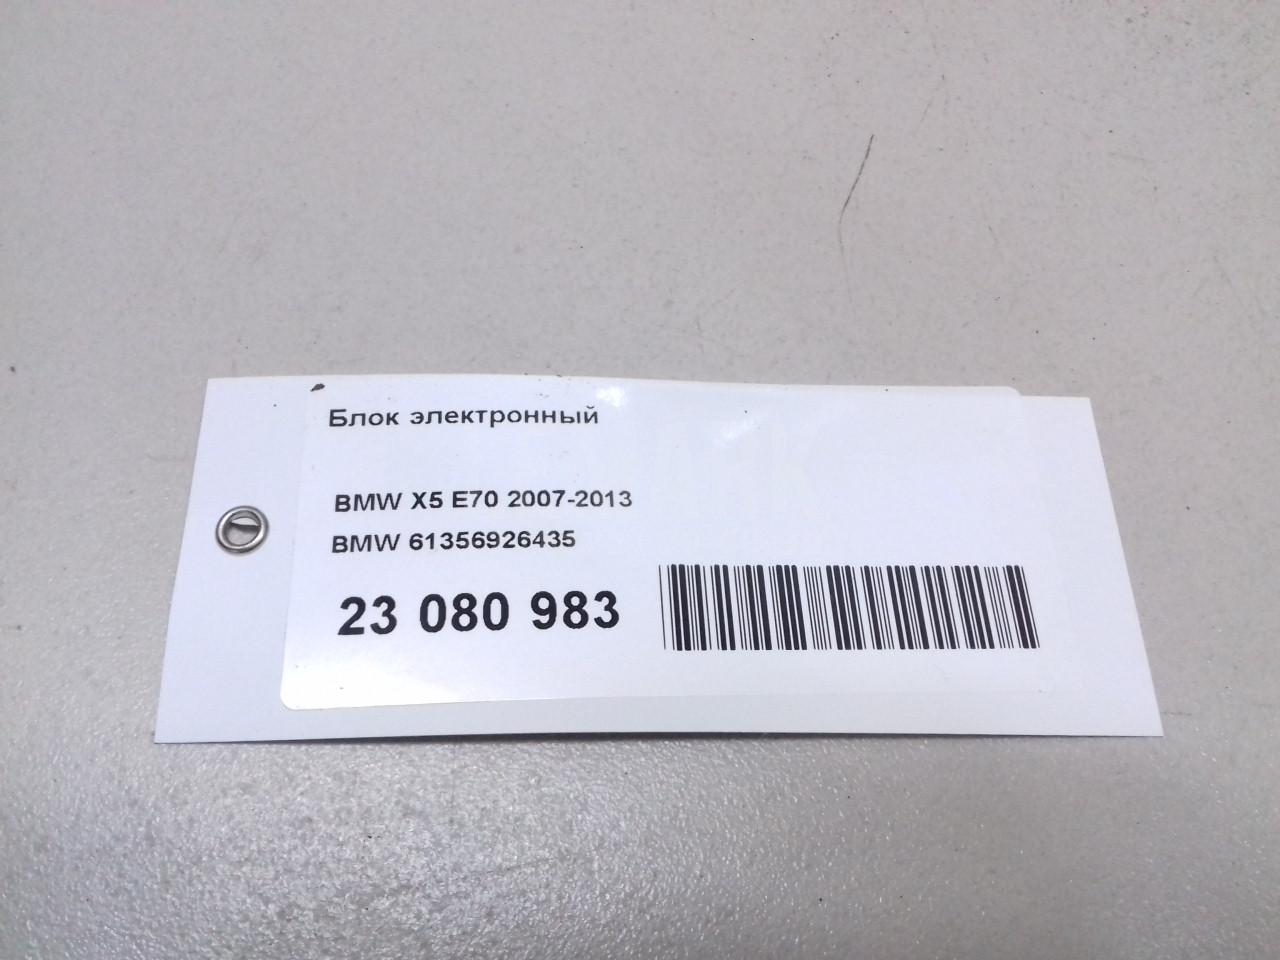 Блок электронный
BMW X5 E70 2007-2013
BMW 61356926435
23 080 983